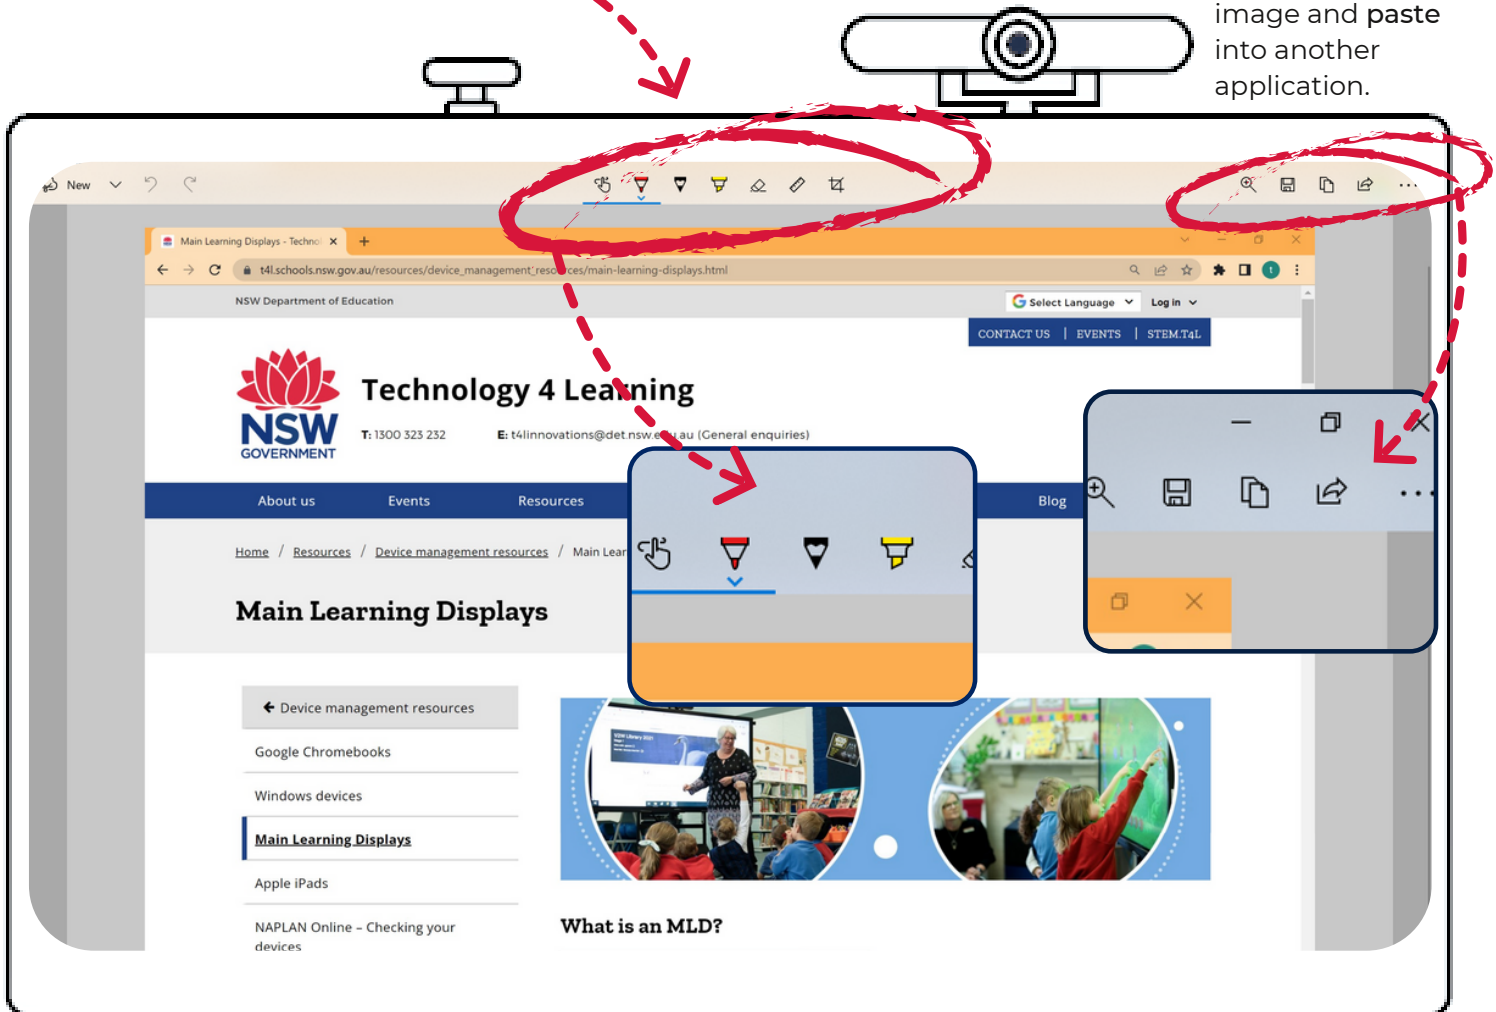 image and paste
into another
application.
New
Main Learning Displays - Technol
t4l.schools.nsw.gov.au/resources/device_management_resources/main-learning-displays.html
t
NSW Department of Education
Select Language
Log in
CONTACT US | EVENTS | STEM.T4L
Technology 4 Learning
NSW
GOVERNMENT
T: 1300 323 232 E: t4linnovations@det.nsw.edu.au (General enquiries)
About us Events Resources Blog
Home / Resources / Device management resources / Main Lear
Main Learning Displays
Device management resources
Google Chromebooks
Windows devices
Main Learning Displays
Apple iPads
NAPLAN Online – Checking your
devices
What is an MLD?